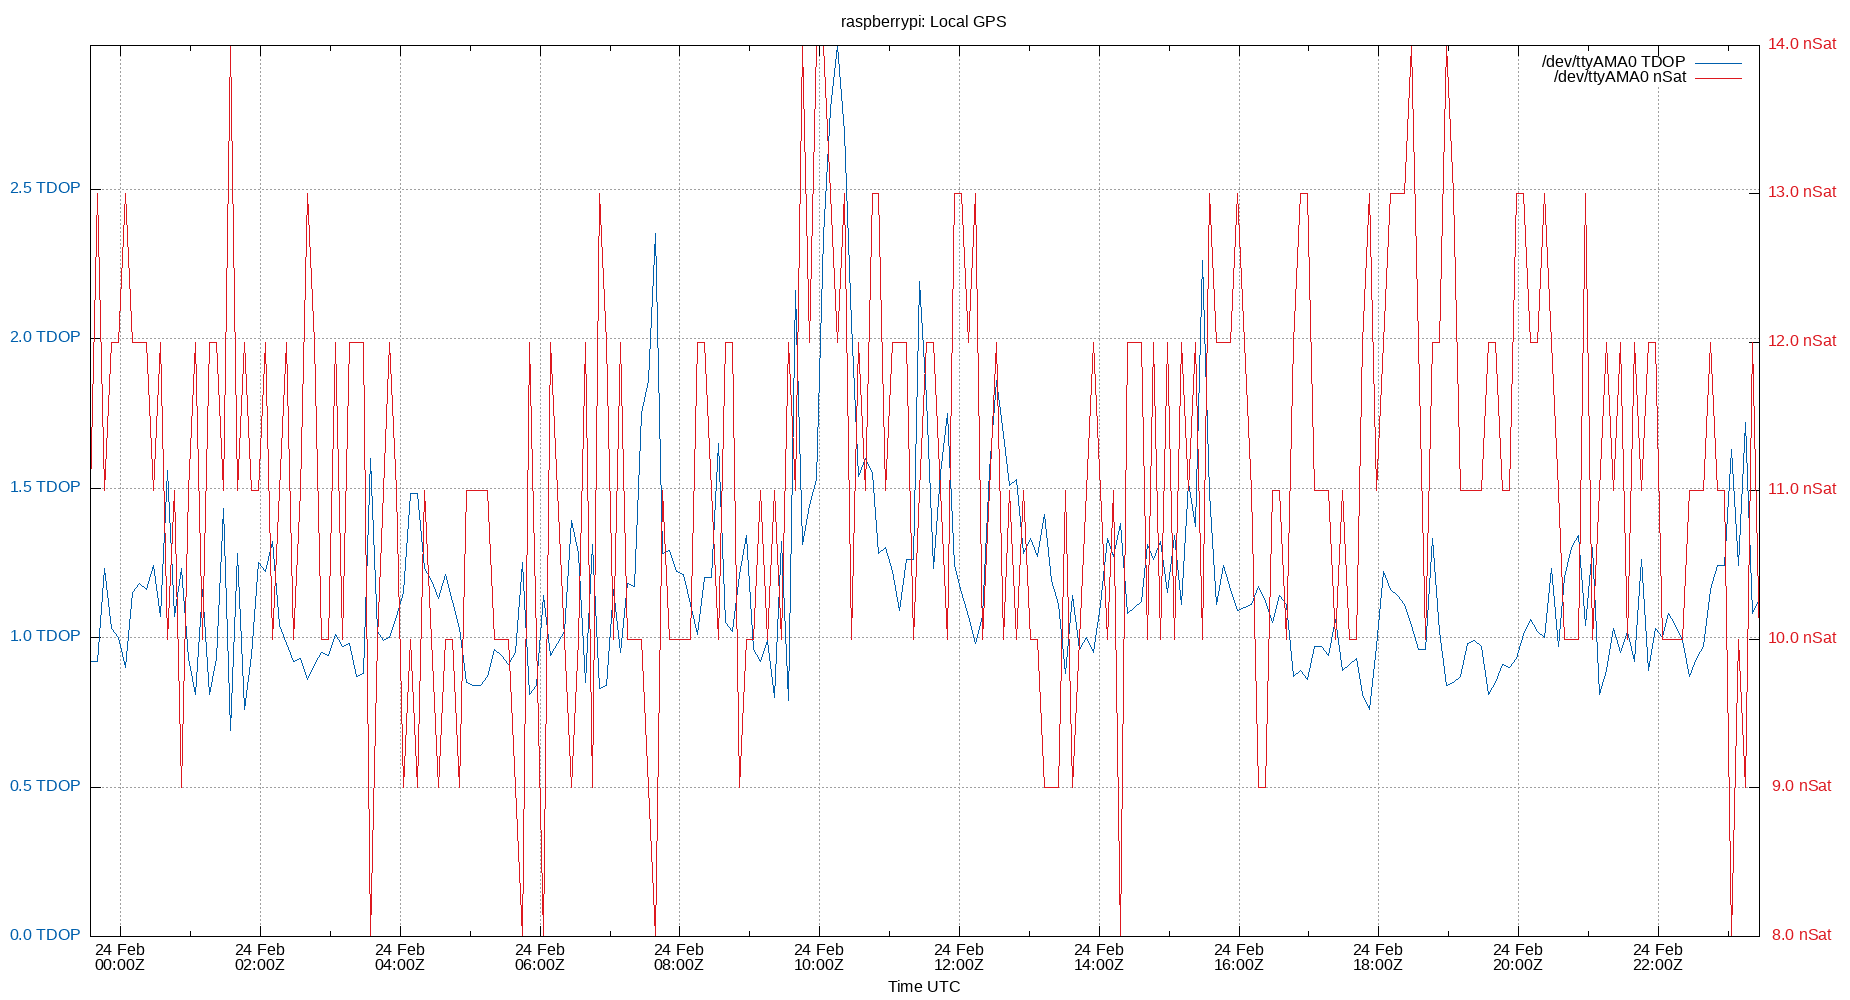 raspberrypi: Local GPS
/dev/ttyAMA0 TDOP
/dev/ttyAMA0 nSat
2.5 TDOP
2.0 TDOP
1.5 TDOP
1.0 TDOP
0.5 TDOP
0.0 TDOP
14.0 nSat
13.0 nSat
12.0 nSat
11.0 nSat
10.0 nSat
9.0 nSat
8.0 nSat
24 Feb
00:00Z
24 Feb
02:00Z
24 Feb
04:00Z
24 Feb
06:00Z
24 Feb
08:00Z
24 Feb
10:00Z
24 Feb
12:00Z
24 Feb
14:00Z
24 Feb
16:00Z
24 Feb
18:00Z
24 Feb
20:00Z
24 Feb
22:00Z
Time UTC